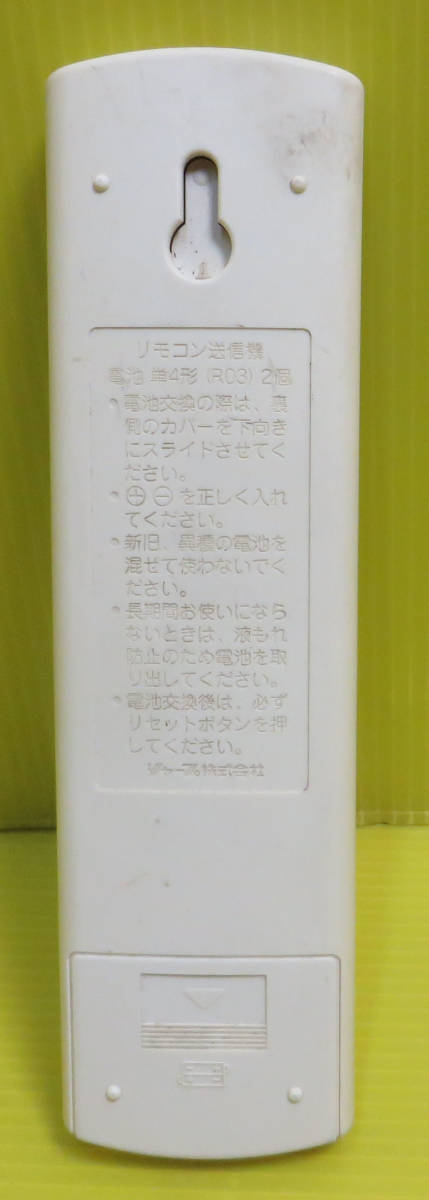 リモコン送信機
電池 単4形 (R03) 2個
・電池交換の際は、裏
側のカバーを下向き
にスライドさせてく
ださい。
・⊕ ⊖ を正しく入れ
てください。
・新旧、異種の電池を
混ぜて使わないでく
ださい。
・長期間お使いになら
ないときは、液もれ
防止のため電池を取
り出してください。
・電池交換後は、必ず
リセットボタンを押
してください。
シャープ株式会社